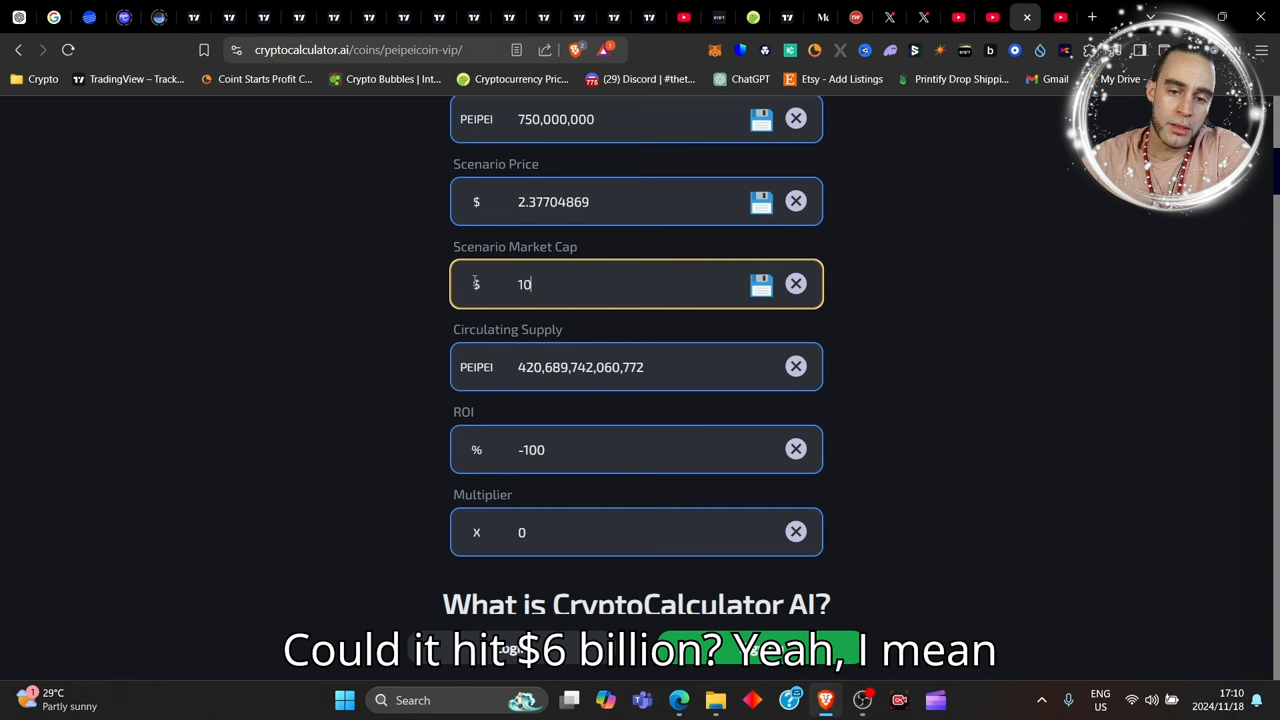 cryptocalculator.ai/coins/peipeicoin-vip/
Crypto
TradingView – Track...
Coint Starts Profit C...
Crypto Bubbles | Int...
Cryptocurrency Pric...
(29) Discord | #thet...
ChatGPT
Etsy - Add Listings
Printify Drop Shippi...
Gmail
My Drive -
PEIPEI 750,000,000
Scenario Price
$ 2.37704869
Scenario Market Cap
$ 10
Circulating Supply
PEIPEI 420,689,742,060,772
ROI
% -100
Multiplier
X 0
What is CryptoCalculator AI?
Could it hit $6 billion? Yeah, I mean
29°C
Partly sunny
Search
ENG
US
17:10
2024/11/18